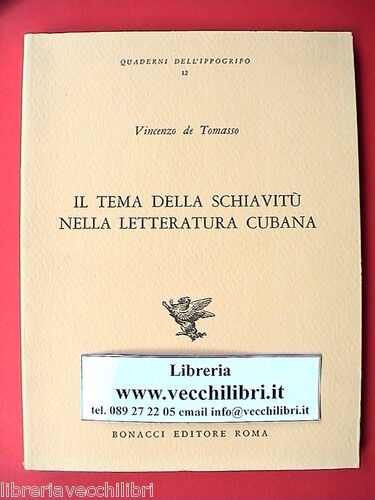 QUADERNI DELL'IPPOGRIFO
12
Vincenzo de Tomasso
IL TEMA DELLA SCHIAVITÙ
NELLA LETTERATURA CUBANA
Libreria
www.vecchilibri.it
tel. 089 27 22 05 email info@vecchilibri.it
BONACCI EDITORE ROMA
libreriavecchilibri